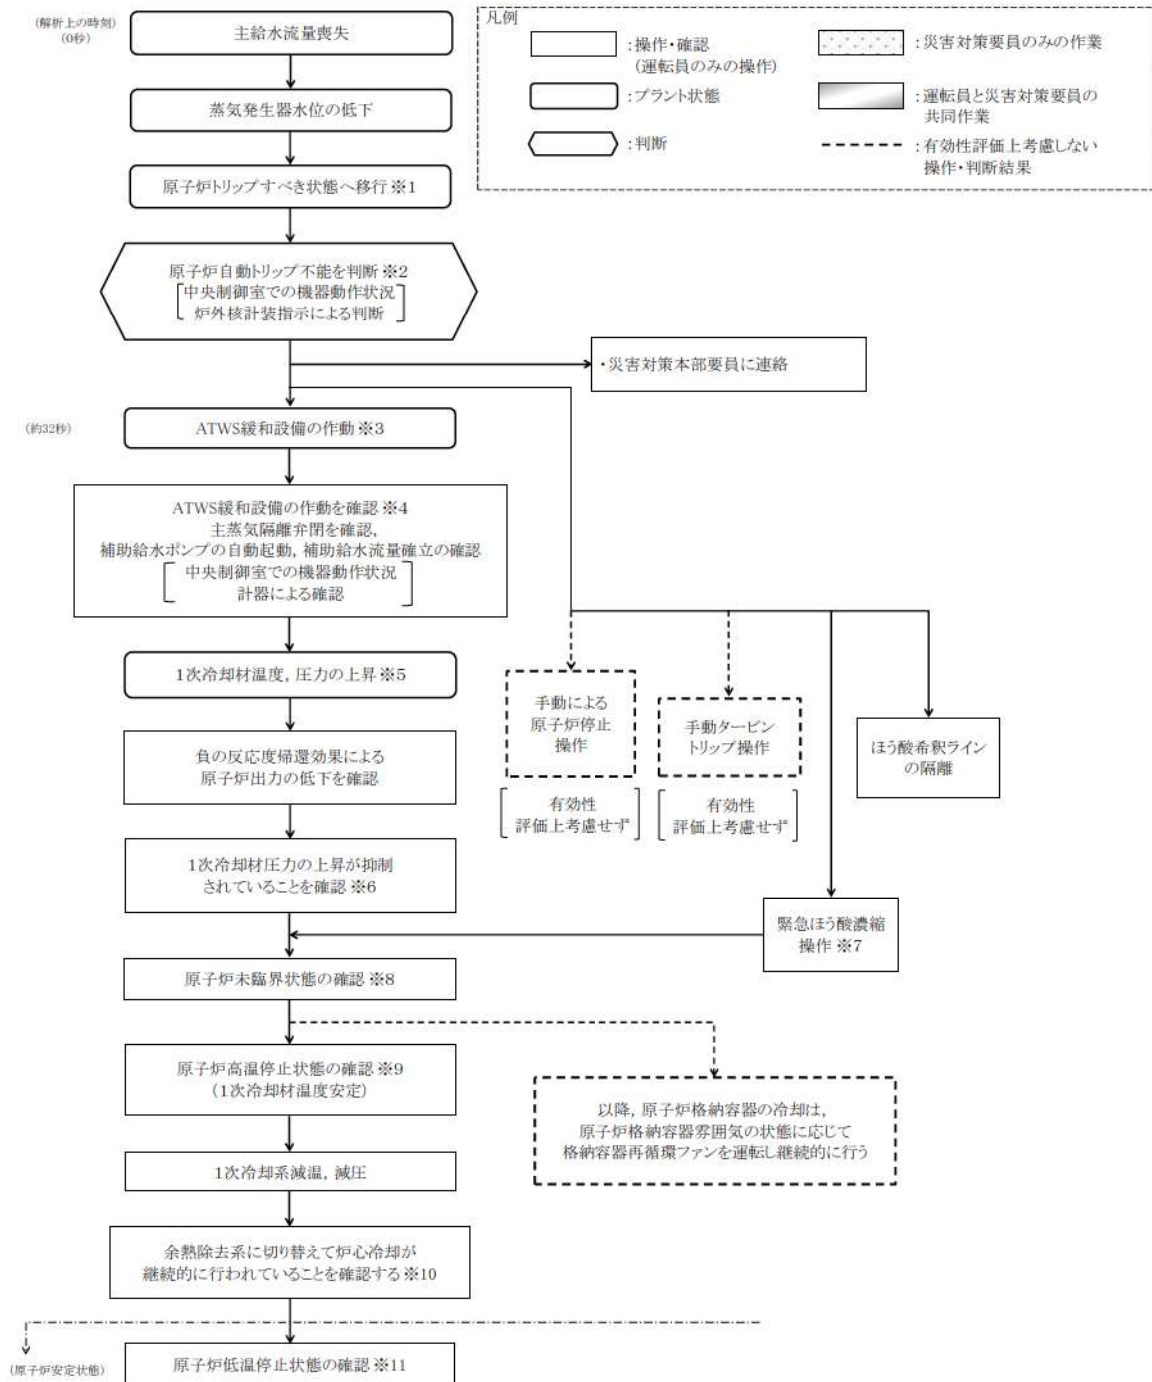 (解析上の時刻)
(0秒)
主給水流量喪失
蒸気発生器水位の低下
原子炉トリップすべき状態へ移行※1
原子炉自動トリップ不能を判断※2
中央制御室での機器動作状況
炉外核計装指示による判断
凡例
:操作・確認
(運転員のみの操作)
:プラント状態
:判断
:災害対策要員のみの作業
:運転員と災害対策要員の
共同作業
:有効性評価上考慮しない
操作・判断結果
・災害対策本部要員に連絡
(約32秒)
ATWS緩和設備の作動※3
ATWS緩和設備の作動を確認※4
主蒸気隔離弁閉を確認,
補助給水ポンプの自動起動, 補助給水流量確立の確認
中央制御室での機器動作状況
計器による確認
1次冷却材温度, 圧力の上昇※5
負の反応度帰還効果による
原子炉出力の低下を確認
1次冷却材圧力の上昇が抑制
されていることを確認※6
手動による
原子炉停止
操作
有効性
評価上考慮せず
手動タービン
トリップ操作
有効性
評価上考慮せず
ほう酸希釈ライン
の隔離
緊急ほう酸濃縮
操作※7
原子炉未臨界状態の確認※8
原子炉高温停止状態の確認※9
(1次冷却材温度安定)
以降, 原子炉格納容器の冷却は,
原子炉格納容器雰囲気の状態に応じて
格納容器再循環ファンを運転し継続的に行う
1次冷却系減温, 減圧
余熱除去系に切り替えて炉心冷却が
継続的に行われていることを確認する※10
(原子炉安定状態)
原子炉低温停止状態の確認※11